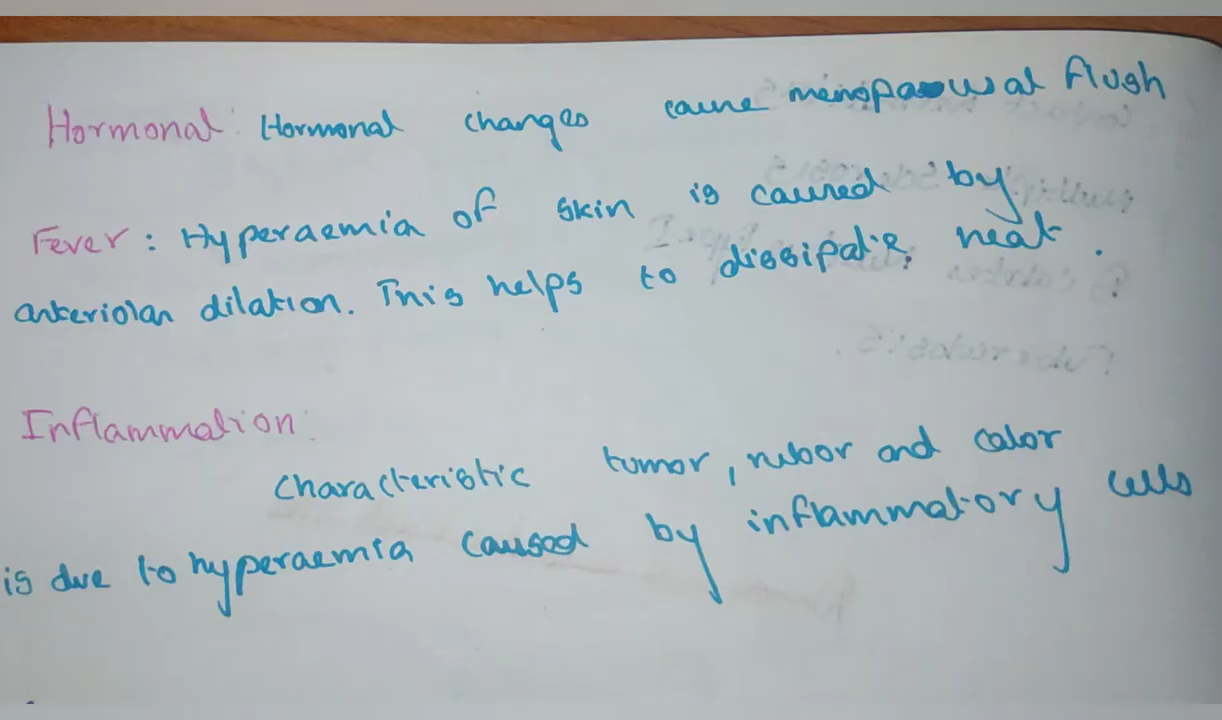 Hormonal: Hormonal changes cause menopausal flush
Fever: Hyperaemia of skin is caused by
arteriolar dilation. This helps to dissipate heat.
Inflammation:
characteristic tumor, rubor and calor
is due to hyperaemia caused by inflammatory cells